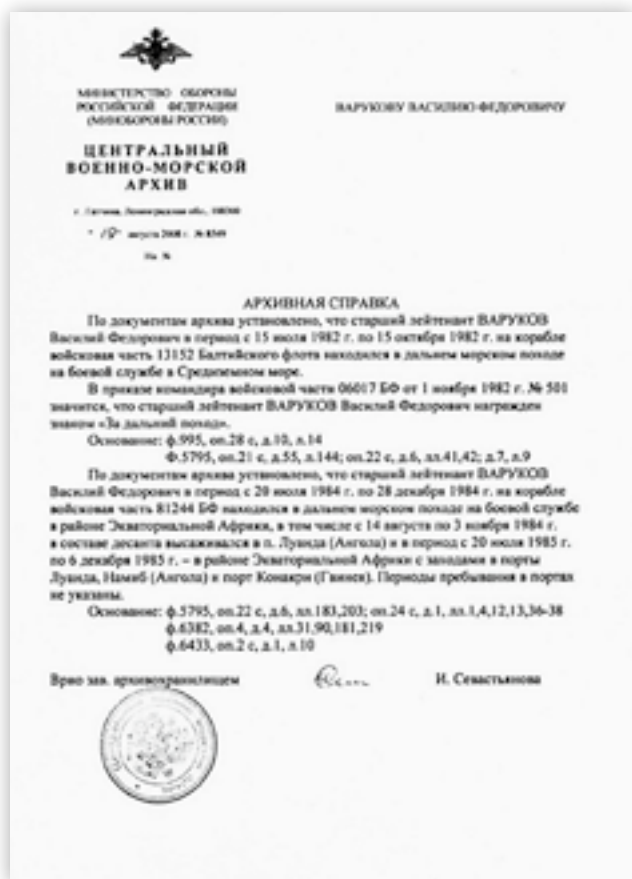 МИНИСТЕРСТВО ОБОРОНЫ
РОССИЙСКОЙ ФЕДЕРАЦИИ
(МИНОБОРОНЫ РОССИИ)
ВАРУКОВУ ВАСИЛИЮ ФЕДОРОВИЧУ
ЦЕНТРАЛЬНЫЙ
ВОЕННО-МОРСКОЙ
АРХИВ
г. Гатчина, Ленинградская обл.,
августа 2008 г. №
На №
АРХИВНАЯ СПРАВКА
По документам архива установлено, что старший лейтенант ВАРУКОВ
Василий Федорович в период с 15 июля 1982 г. по 15 октября 1982 г. на корабле
войсковая часть 13152 Балтийского флота находился в дальнем морском походе
на боевой службе в Средиземном море.
В приказе командира войсковой части 06017 БФ от 1 ноября 1982 г. № 501
значится, что старший лейтенант ВАРУКОВ Василий Федорович награжден
знаком «За дальний поход».
Основание: ф.995, оп.28 с, д.10, л.14
Ф.5795, оп.21 с, д.55, л.144; оп.22 с, д.6, лл.41,42; д.7, л.9
По документам архива установлено, что старший лейтенант ВАРУКОВ
Василий Федорович в период с 20 июля 1984 г. по 28 декабря 1984 г. на корабле
войсковая часть 81244 БФ находился в дальнем морском походе на боевой службе
в районе Экваториальной Африки, в том числе с 14 августа по 3 ноября 1984 г.
в составе десанта высаживался в п. Луанда (Ангола) и в период с 20 июля 1985 г.
по 6 декабря 1985 г. – в районе Экваториальной Африки с заходами в порты
Луанда, Намиб (Ангола) и порт Конакри (Гвинея). Периоды пребывания в портах
не указаны.
Основание: ф.5795, оп.22 с, д.6, лл.183,203; оп.24 с, д.1, лл.1,4,12,13,36-38
ф.6382, оп.4, д.4, лл.31,90,181,219
ф.6433, оп.2 с, д.1, л.10
Врио зав. архивохранилищем И. Севастьянова